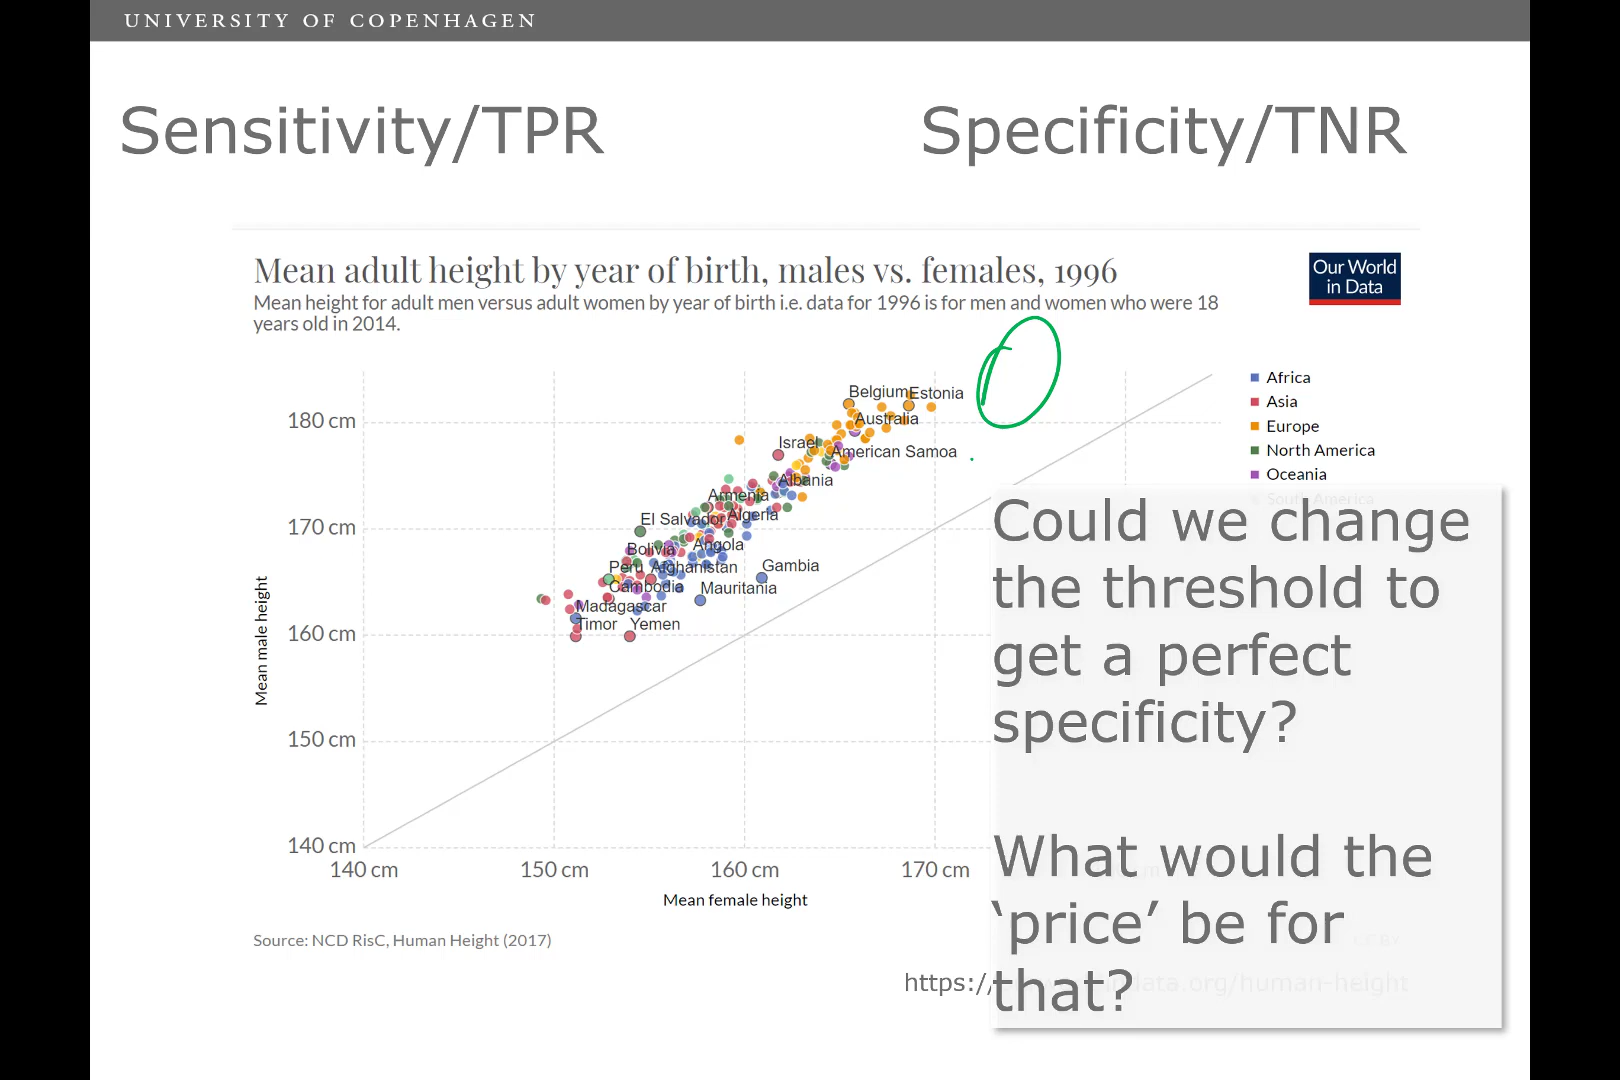 UNIVERSITY OF COPENHAGEN
Sensitivity/TPR
Specificity/TNR
Mean adult height by year of birth, males vs. females, 1996
Mean height for adult men versus adult women by year of birth i.e. data for 1996 is for men and women who were 18
years old in 2014.
Our World
in Data
Africa
Asia
Europe
North America
Oceania
South America
180 cm
170 cm
160 cm
150 cm
140 cm
Mean male height
Belgium
Estonia
Australia
Israel
American Samoa
Albania
Armenia
El Salvador
Algeria
Bolivia
Angola
Peru
Afghanistan
Gambia
Cambodia
Mauritania
Madagascar
Timor
Yemen
140 cm
150 cm
160 cm
170 cm
Mean female height
Source: NCD RisC, Human Height (2017)
https://
data.org/human-height
Could we change
the threshold to
get a perfect
specificity?
What would the
‘price’ be for
that?